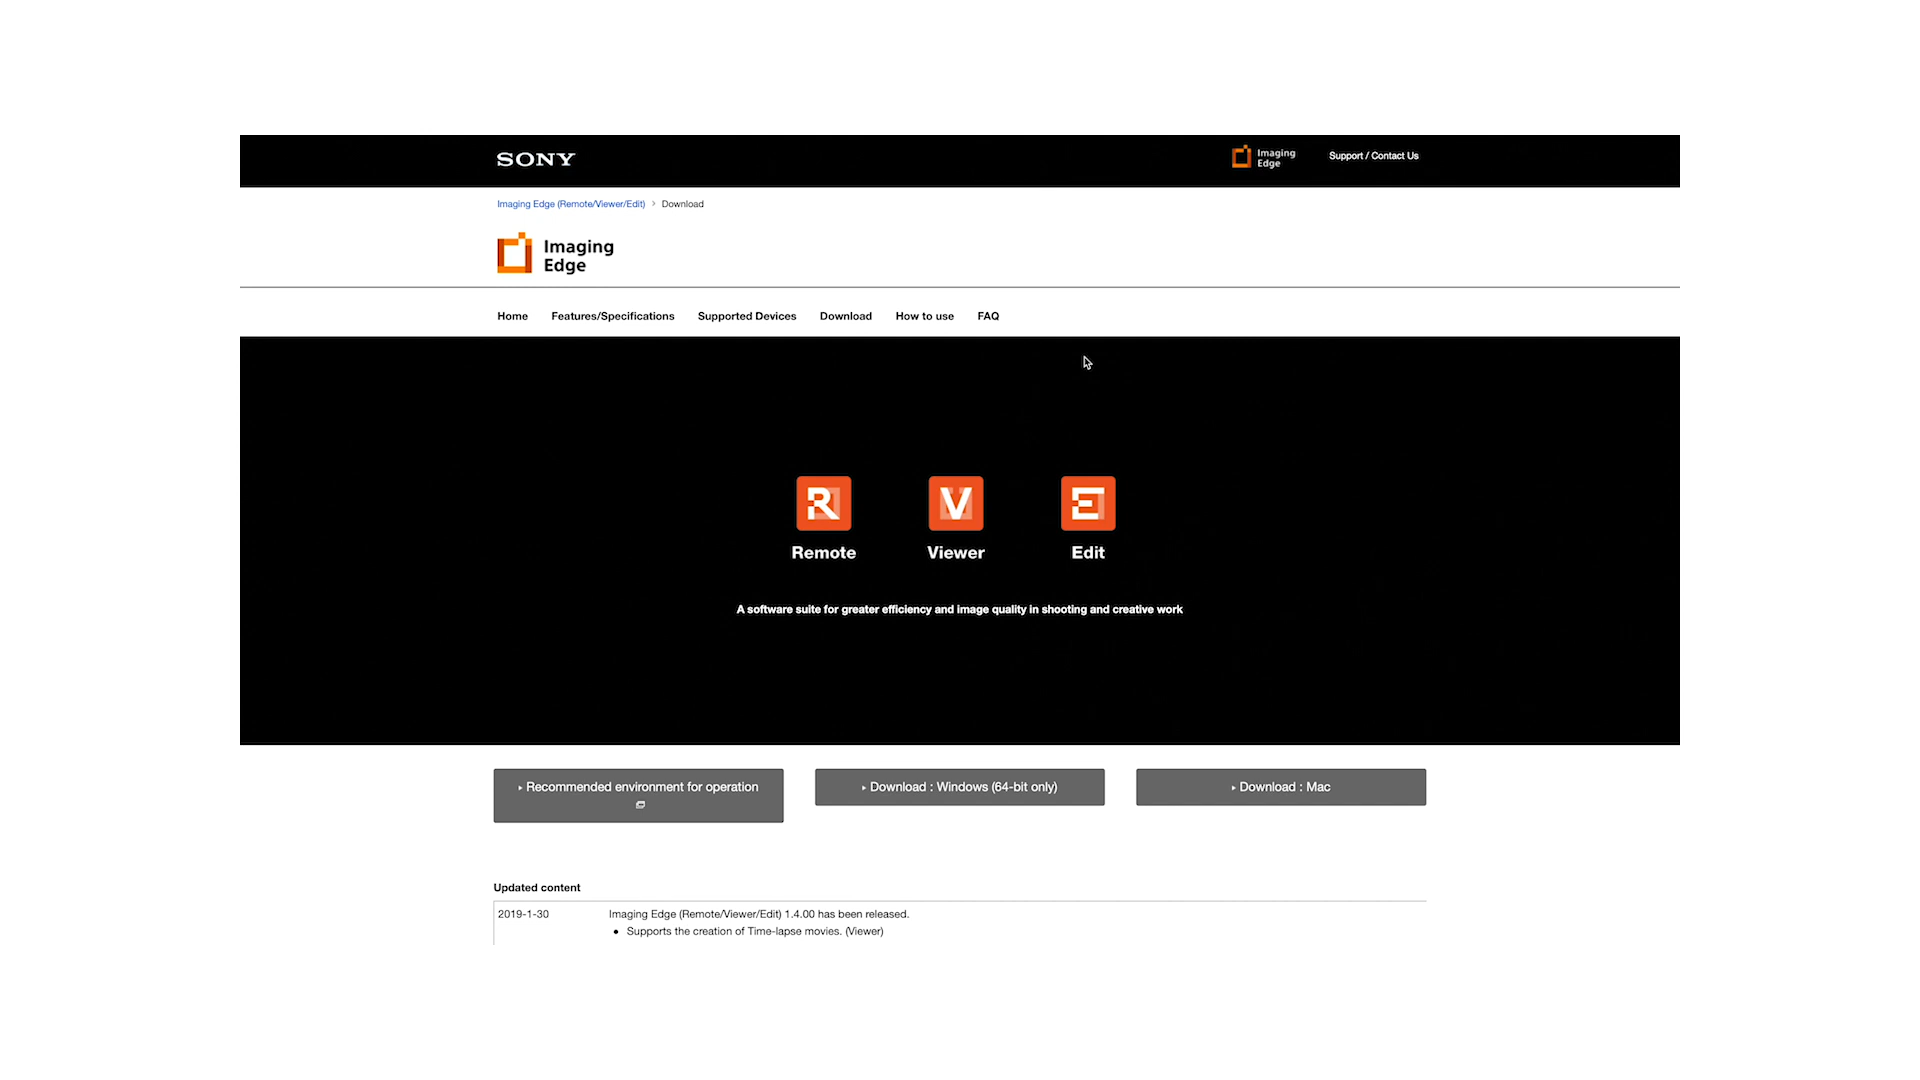 SONY
Imaging
Edge
Support / Contact Us
Imaging Edge (Remote/Viewer/Edit) > Download
Imaging
Edge
Home Features/Specifications Supported Devices Download How to use FAQ
R V E
Remote Viewer Edit
A software suite for greater efficiency and image quality in shooting and creative work
Recommended environment for operation
Download : Windows (64-bit only)
Download : Mac
Updated content
2019-1-30 Imaging Edge (Remote/Viewer/Edit) 1.4.00 has been released.
• Supports the creation of Time-lapse movies. (Viewer)